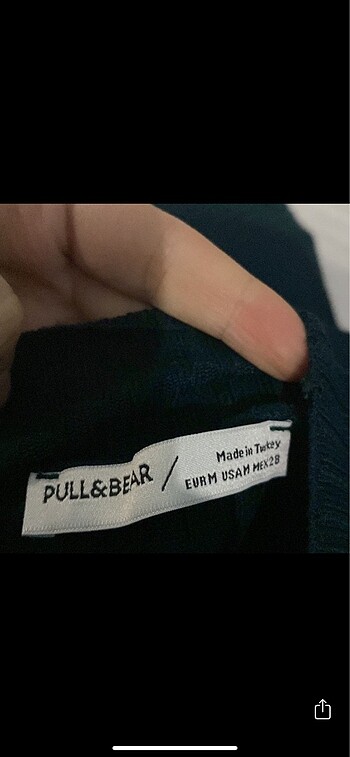 PULL&BEAR /
Made in Turkey
EUR M USA M MEX 28